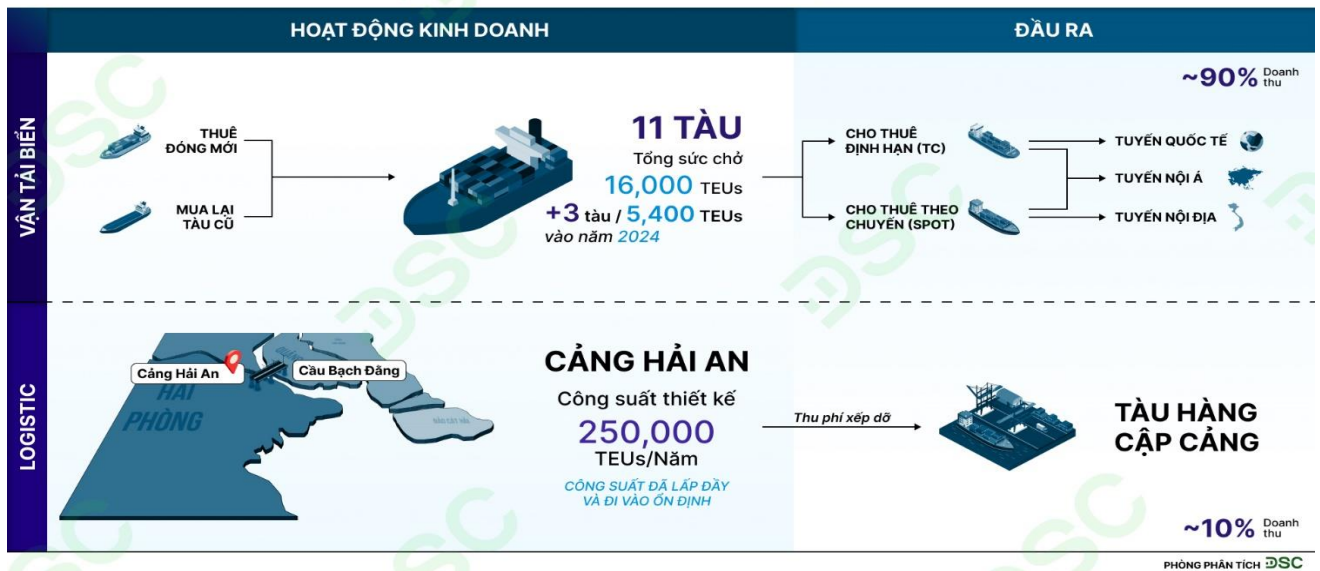 HOẠT ĐỘNG KINH DOANH
ĐẦU RA
VẬN TẢI BIỂN
THUÊ
ĐÓNG MỚI
MUA LẠI
TÀU CŨ
11 TÀU
Tổng sức chở
16,000 TEUs
+3 tàu / 5,400 TEUs
vào năm 2024
~90% Doanh
thu
CHO THUÊ
ĐỊNH HẠN (TC)
CHO THUÊ THEO
CHUYẾN (SPOT)
TUYẾN QUỐC TẾ
TUYẾN NỘI Á
TUYẾN NỘI ĐỊA
LOGISTIC
Cảng Hải An
Cầu Bạch Đằng
HẢI
PHÒNG
CẢNG HẢI AN
Công suất thiết kế
250,000
TEUs/Năm
CÔNG SUẤT ĐÃ LẤP ĐẦY
VÀ ĐI VÀO ỔN ĐỊNH
Thu phí xếp dỡ
TÀU HÀNG
CẬP CẢNG
~10% Doanh
thu
PHÒNG PHÂN TÍCH DSC